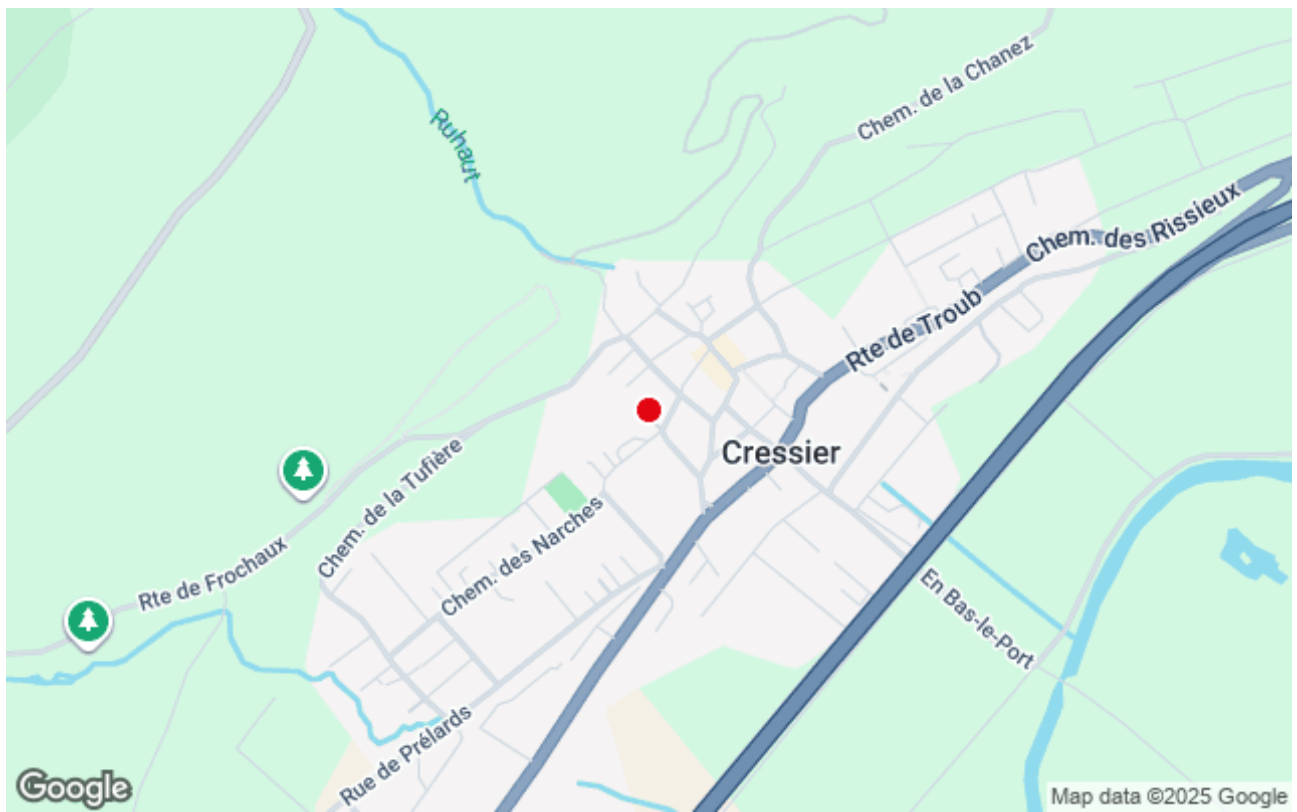 Chem. de la Chanez
Ruhaut
Chem. des Rissieux
Rte de Troub
Cressier
Chem. de la Tufière
Chem. des Narches
Rte de Frochaux
En Bas-le-Port
Rue de Prélards
Google
Map data ©2025 Google